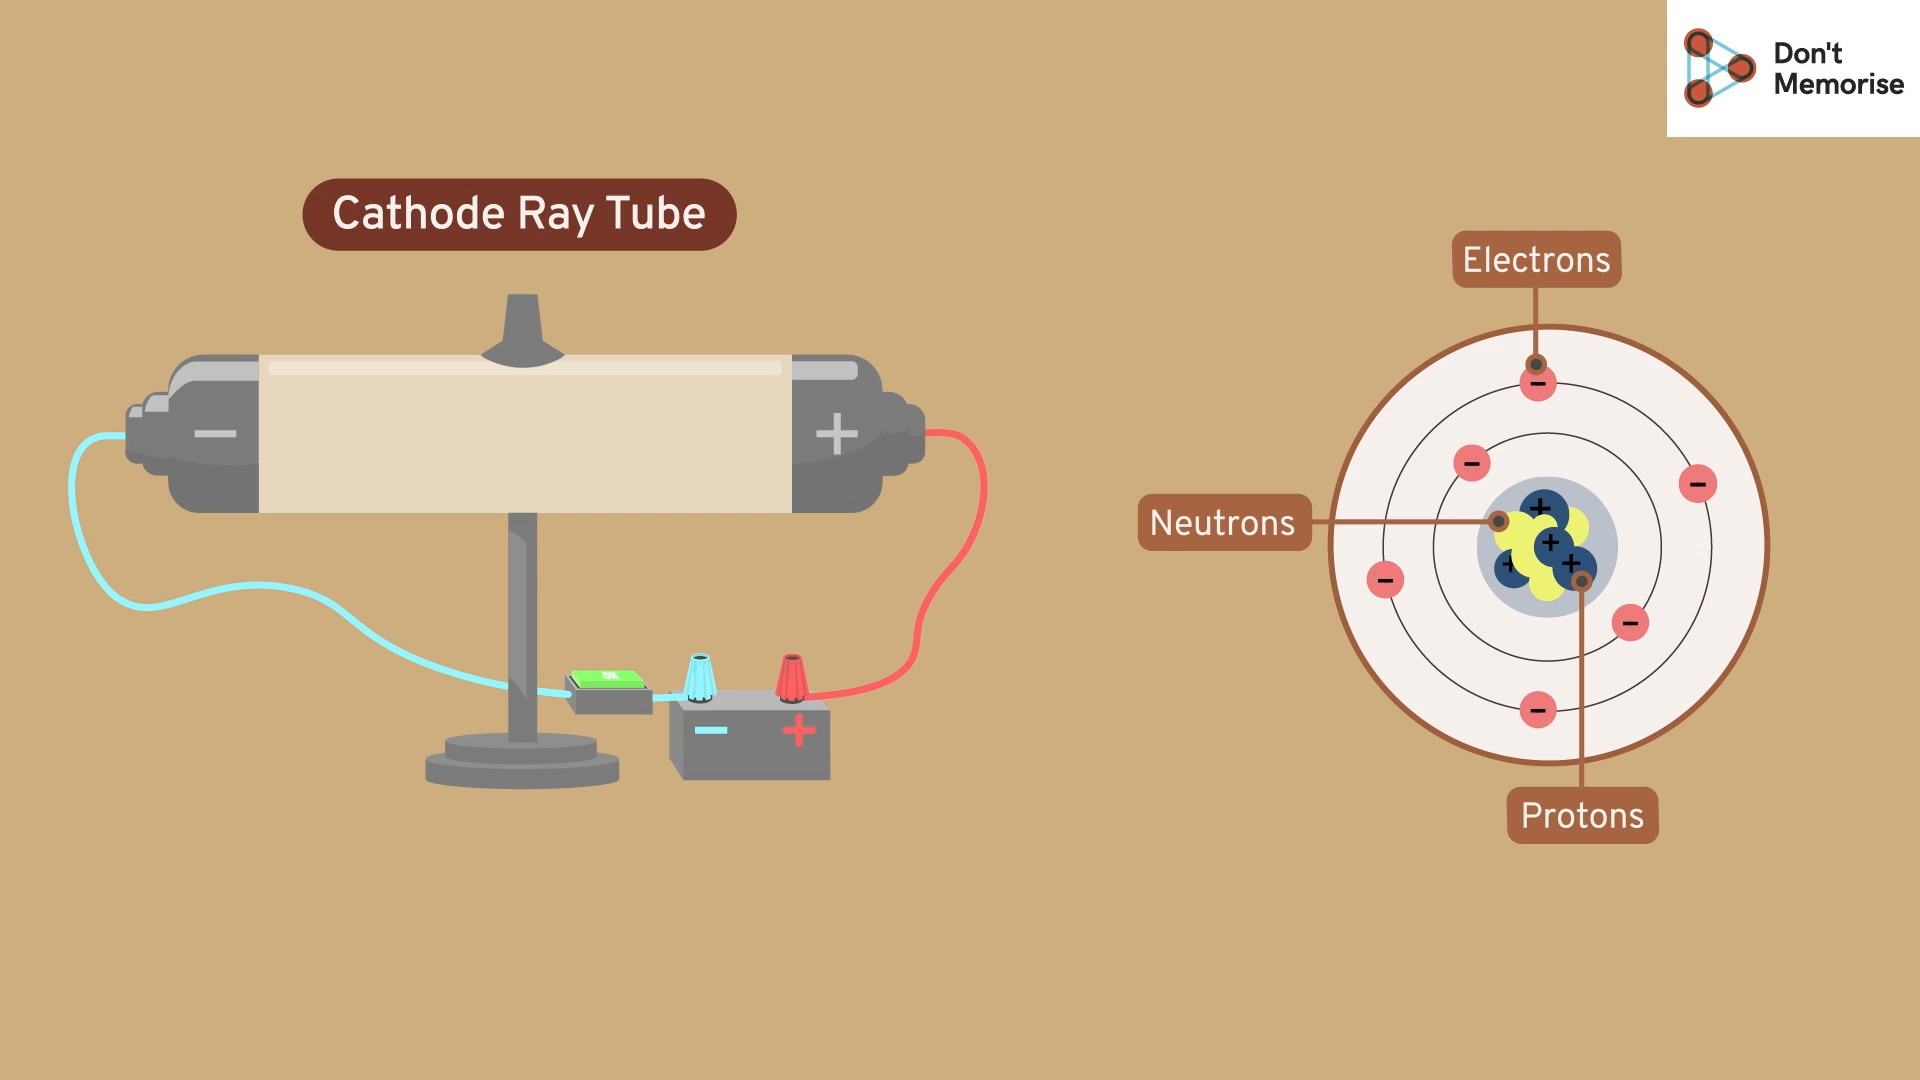 Don't
Memorise
Cathode Ray Tube
Electrons
Neutrons
Protons